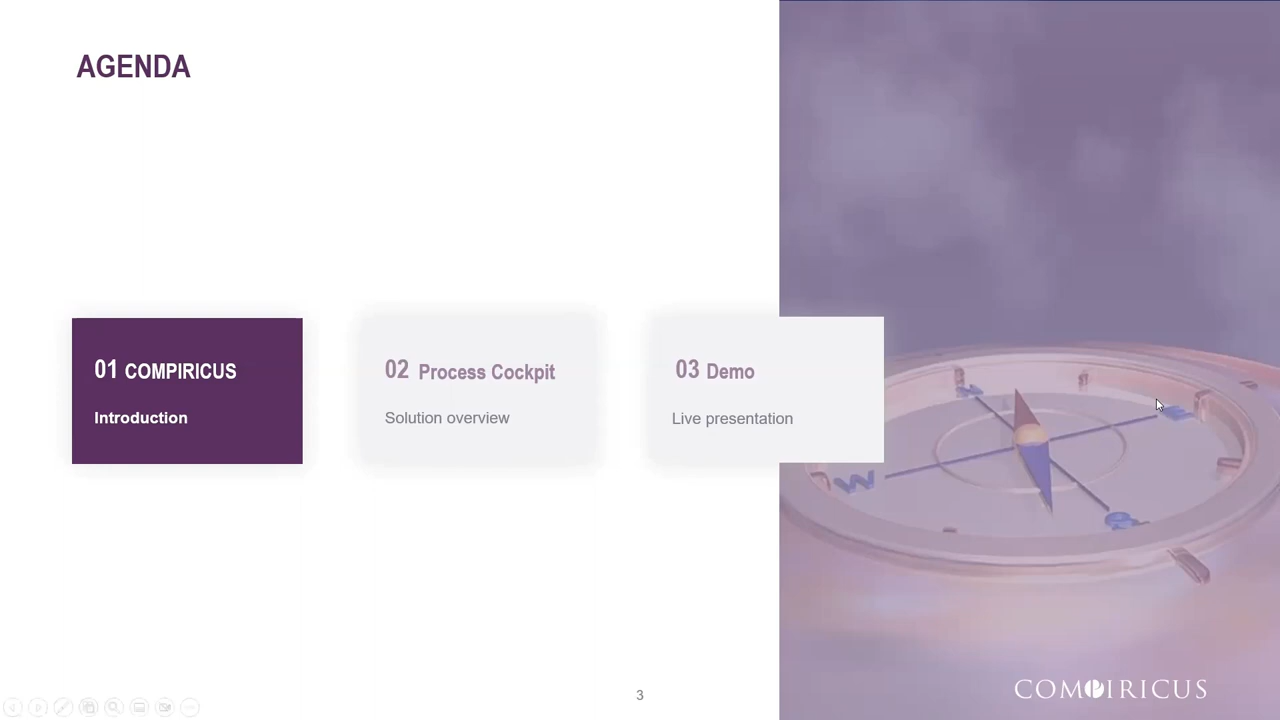 AGENDA
01 COMPIRICUS
Introduction
02 Process Cockpit
Solution overview
03 Demo
Live presentation
W
3
COMPIRICUS